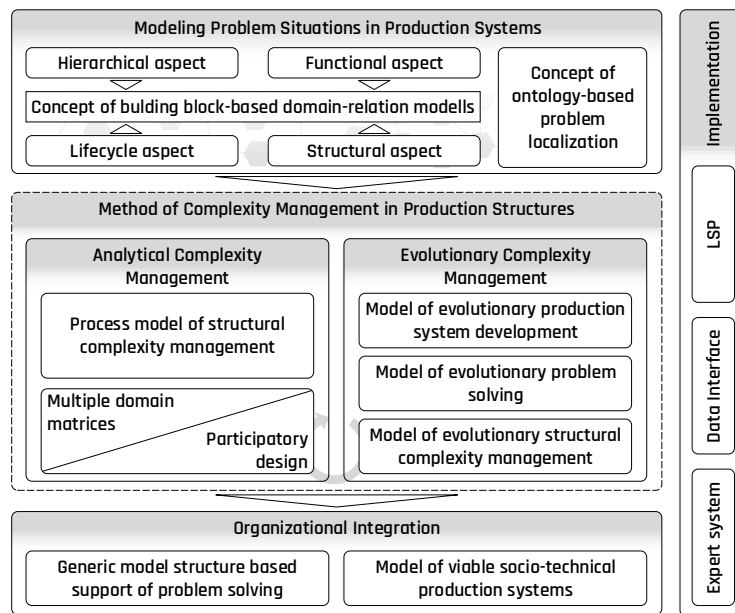 Modeling Problem Situations in Production Systems
Hierarchical aspect
Functional aspect
Concept of bulding block-based domain-relation modells
Lifecycle aspect
Structural aspect
Concept of
ontology-based
problem
localization
Method of Complexity Management in Production Structures
Analytical Complexity
Management
Process model of structural
complexity management
Multiple domain
matrices
Participatory
design
Evolutionary Complexity
Management
Model of evolutionary production
system development
Model of evolutionary problem
solving
Model of evolutionary structural
complexity management
Organizational Integration
Generic model structure based
support of problem solving
Model of viable socio-technical
production systems
Implementation
LSP
Data Interface
Expert system